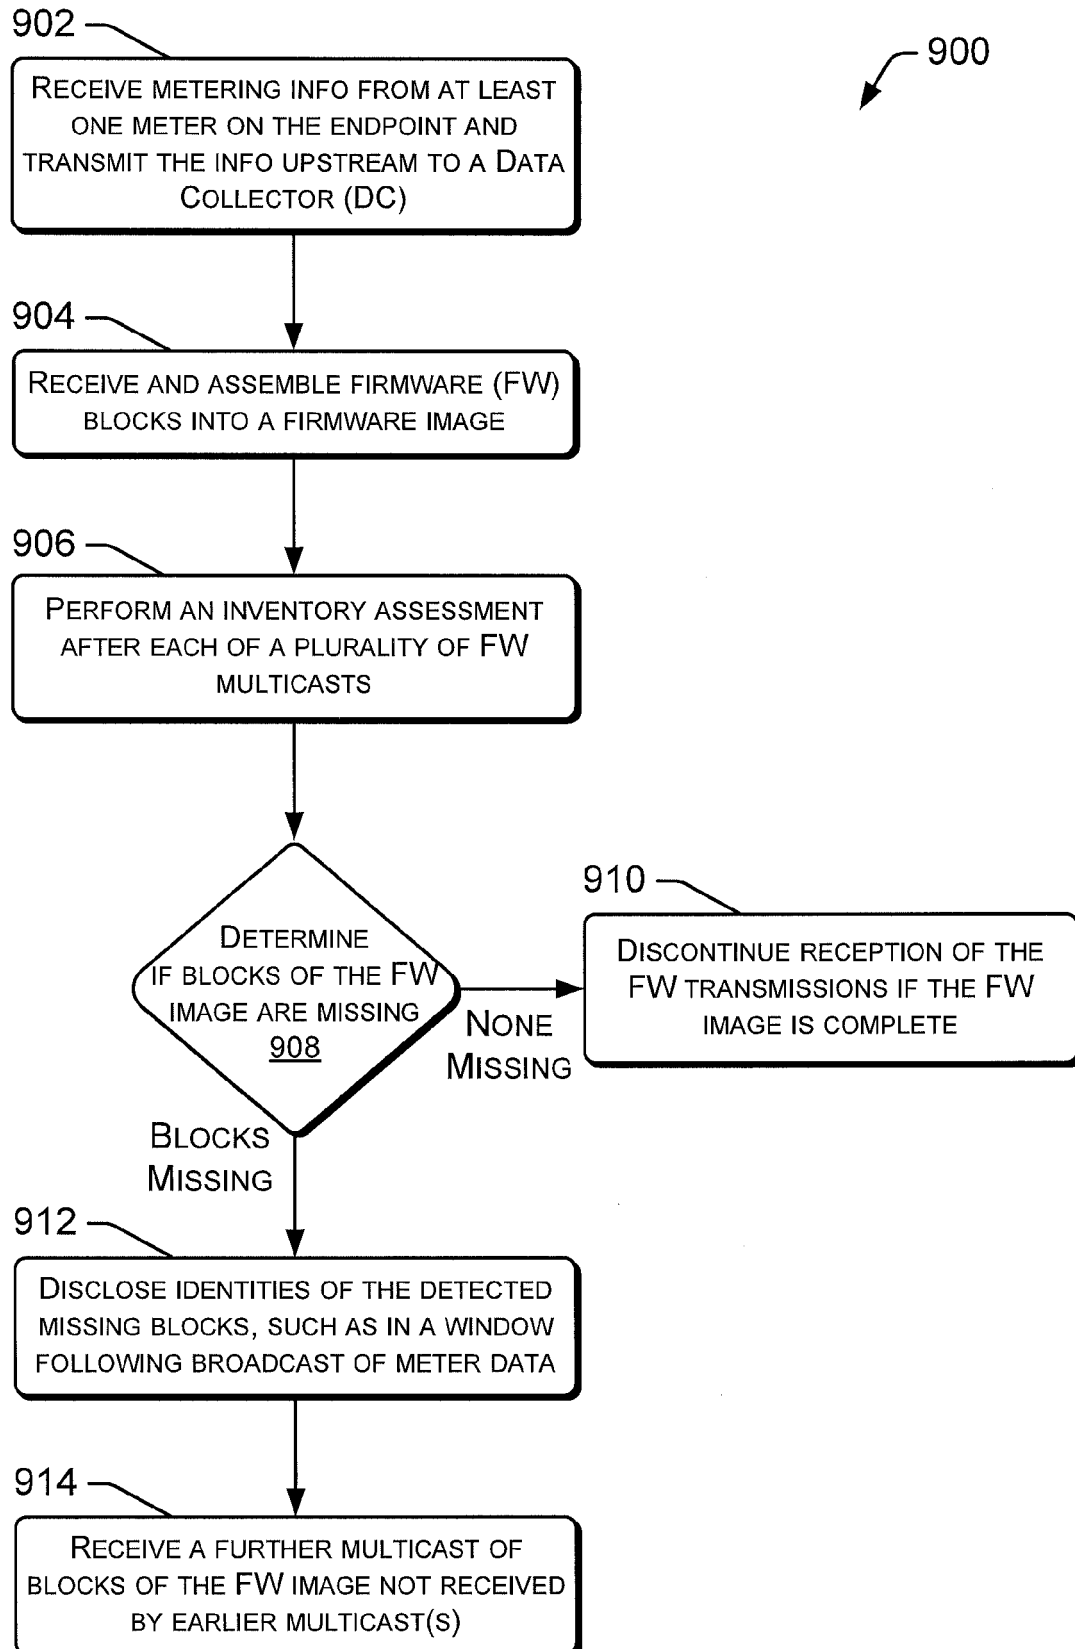 902
900
RECEIVE METERING INFO FROM AT LEAST
ONE METER ON THE ENDPOINT AND
TRANSMIT THE INFO UPSTREAM TO A DATA
COLLECTOR (DC)
904
RECEIVE AND ASSEMBLE FIRMWARE (FW)
BLOCKS INTO A FIRMWARE IMAGE
906
PERFORM AN INVENTORY ASSESSMENT
AFTER EACH OF A PLURALITY OF FW
MULTICASTS
DETERMINE
IF BLOCKS OF THE FW
IMAGE ARE MISSING
908
NONE
MISSING
910
DISCONTINUE RECEPTION OF THE
FW TRANSMISSIONS IF THE FW
IMAGE IS COMPLETE
BLOCKS
MISSING
912
DISCLOSE IDENTITIES OF THE DETECTED
MISSING BLOCKS, SUCH AS IN A WINDOW
FOLLOWING BROADCAST OF METER DATA
914
RECEIVE A FURTHER MULTICAST OF
BLOCKS OF THE FW IMAGE NOT RECEIVED
BY EARLIER MULTICAST(S)